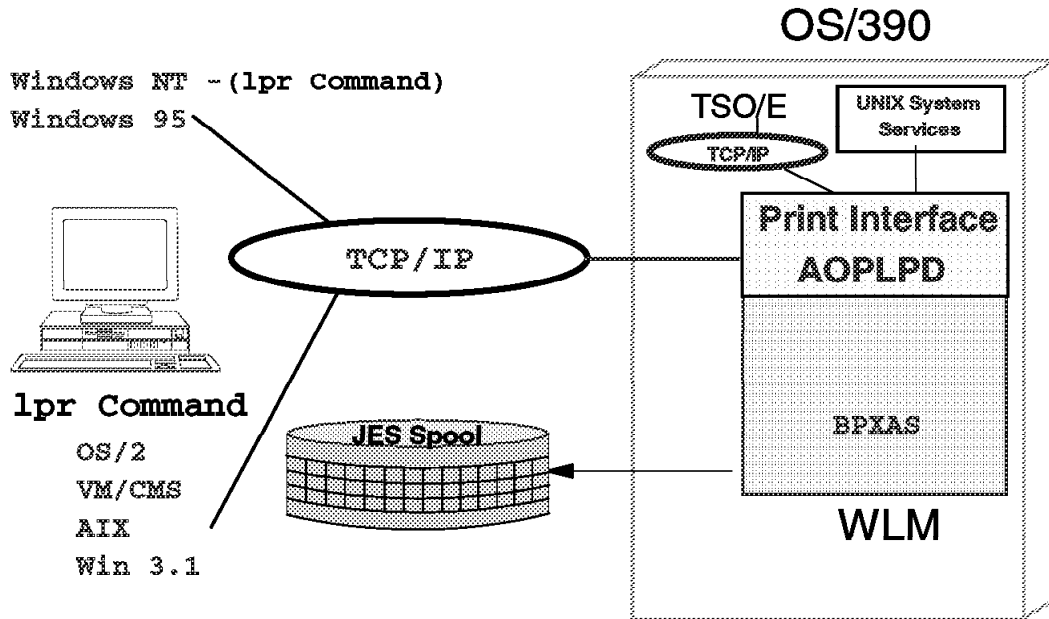 OS/390
Windows NT -(lpr Command)
Windows 95
TSO/E
TCP/IP
UNIX System
Services
Print Interface
AOPLPD
TCP/IP
lpr Command
OS/2
VM/CMS
AIX
Win 3.1
JES Spool
BPXAS
WLM